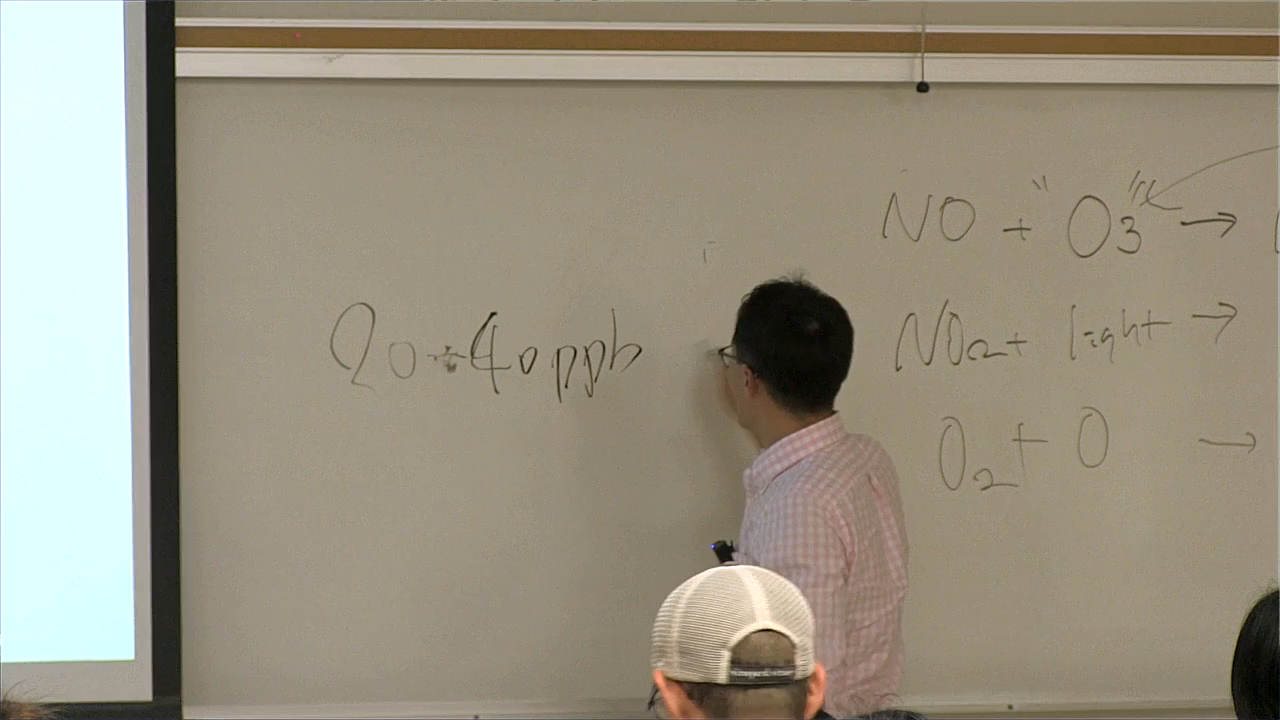 20-40ppb
NO + "O3" →
NO2 + light →
O2 + O →